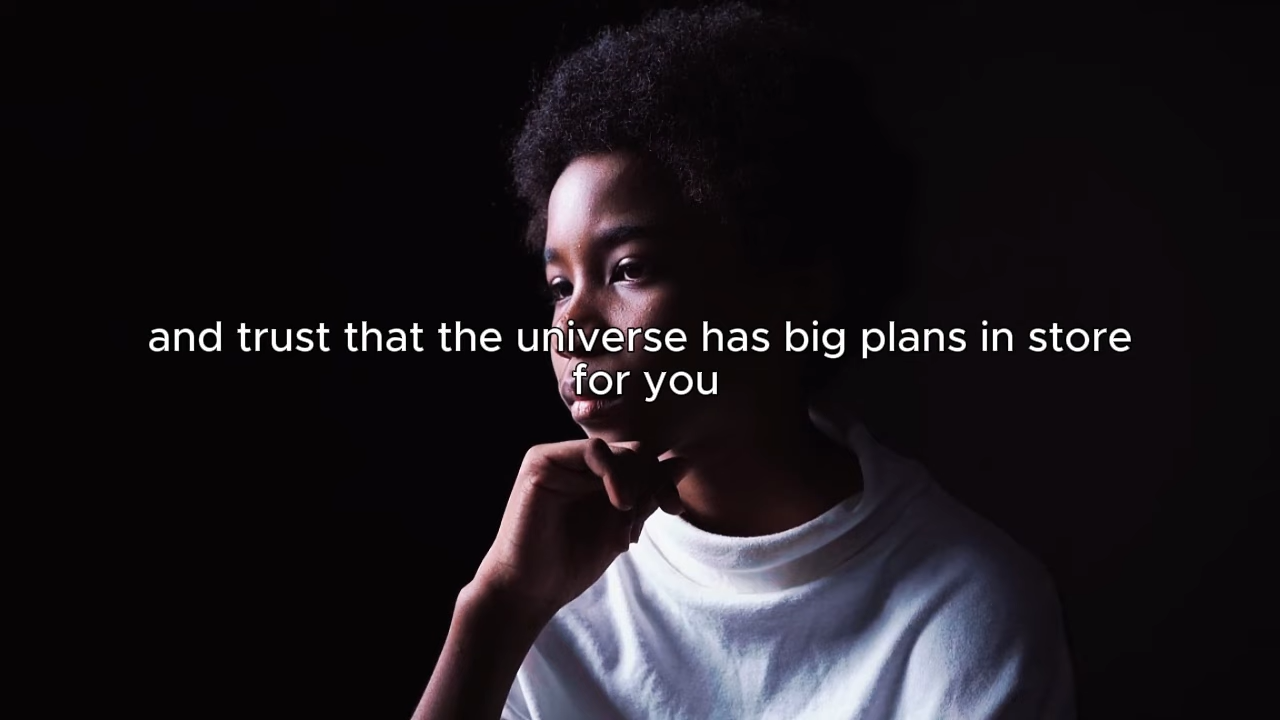 and trust that the universe has big plans in store
for you